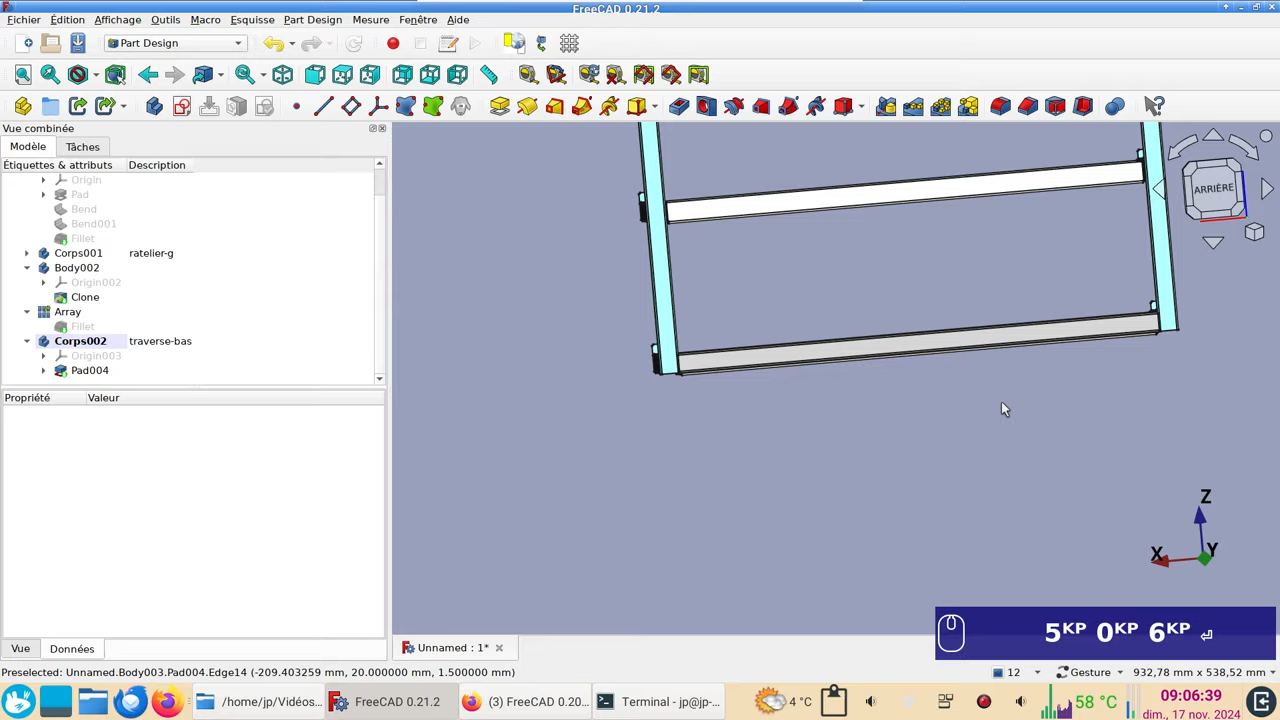 FreeCAD 0.21.2
Fichier Édition Affichage Outils Macro Esquisse Part Design Mesure Fenêtre Aide
Part Design
Vue combinée
Modèle Tâches
Étiquettes & attributs Description
Origin
Pad
Bend
Bend001
Fillet
Corps001 ratelier-g
Body002
Origin002
Clone
Array
Fillet
Corps002 traverse-bas
Origin003
Pad004
Propriété Valeur
ARRIÈRE
Z
X
Y
5KP 0KP 6KP ⏎
Vue Données
Unnamed : 1*
Preselected: Unnamed.Body003.Pad004.Edge14 (-209.403259 mm, 20.000000 mm, 1.500000 mm)
12
Gesture
932,78 mm x 538,52 mm
/home/jp/Vidéos...
FreeCAD 0.21.2
(3) FreeCAD 0.20...
Terminal - jp@jp-...
4 °C
58 °C
09:06:39
dim., 17 nov. 2024